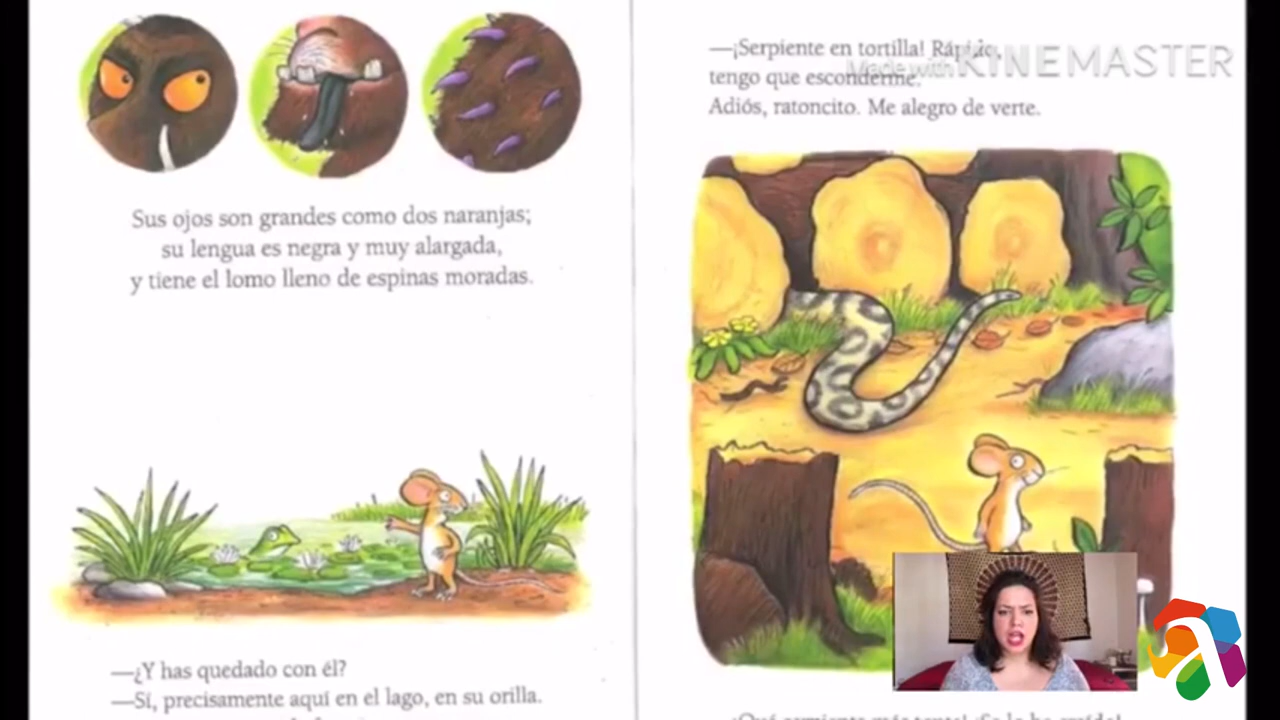 Sus ojos son grandes como dos naranjas;
su lengua es negra y muy alargada,
y tiene el lomo lleno de espinas moradas.
—¿Y has quedado con él?
—Sí, precisamente aquí en el lago, en su orilla.
—¡Serpiente en tortilla! Rápido,
tengo que esconderme.
Adiós, ratoncito. Me alegro de verte.
Made with KINEMASTER